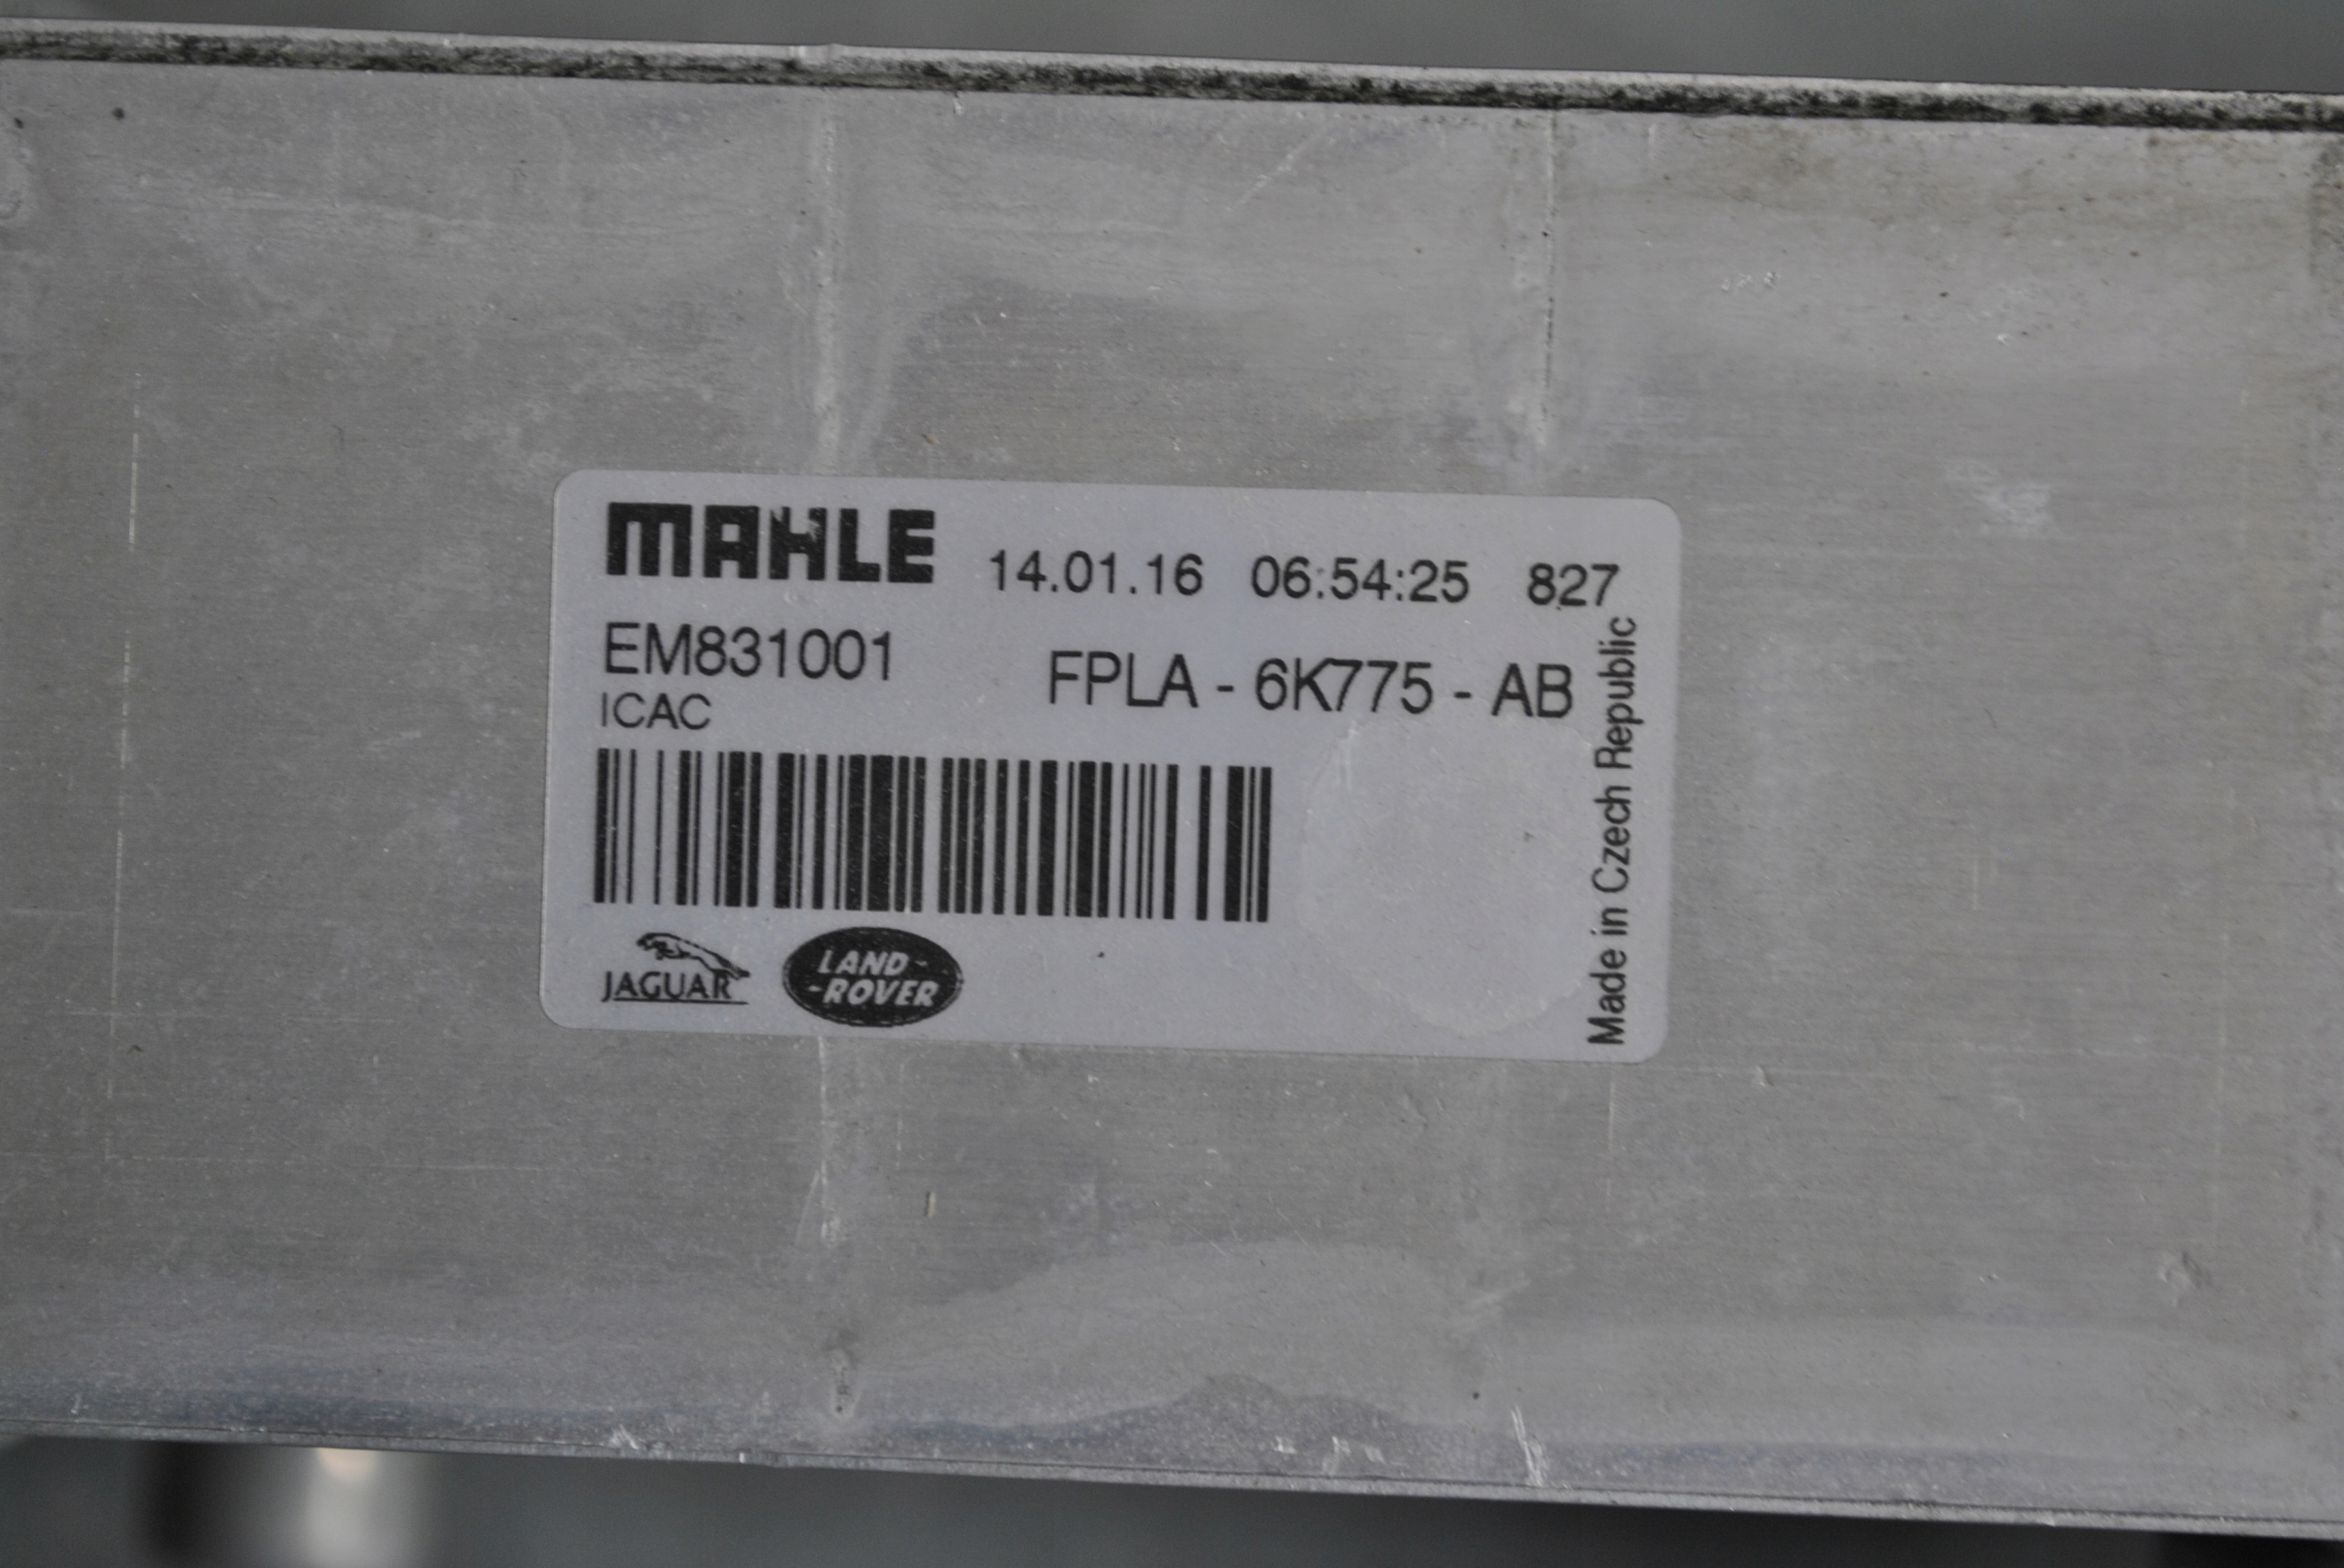 MAHLE 14.01.16 06:54:25 827
EM831001 FPLA - 6K775 - AB
ICAC
JAGUAR
LAND-
-ROVER
Made in Czech Republic